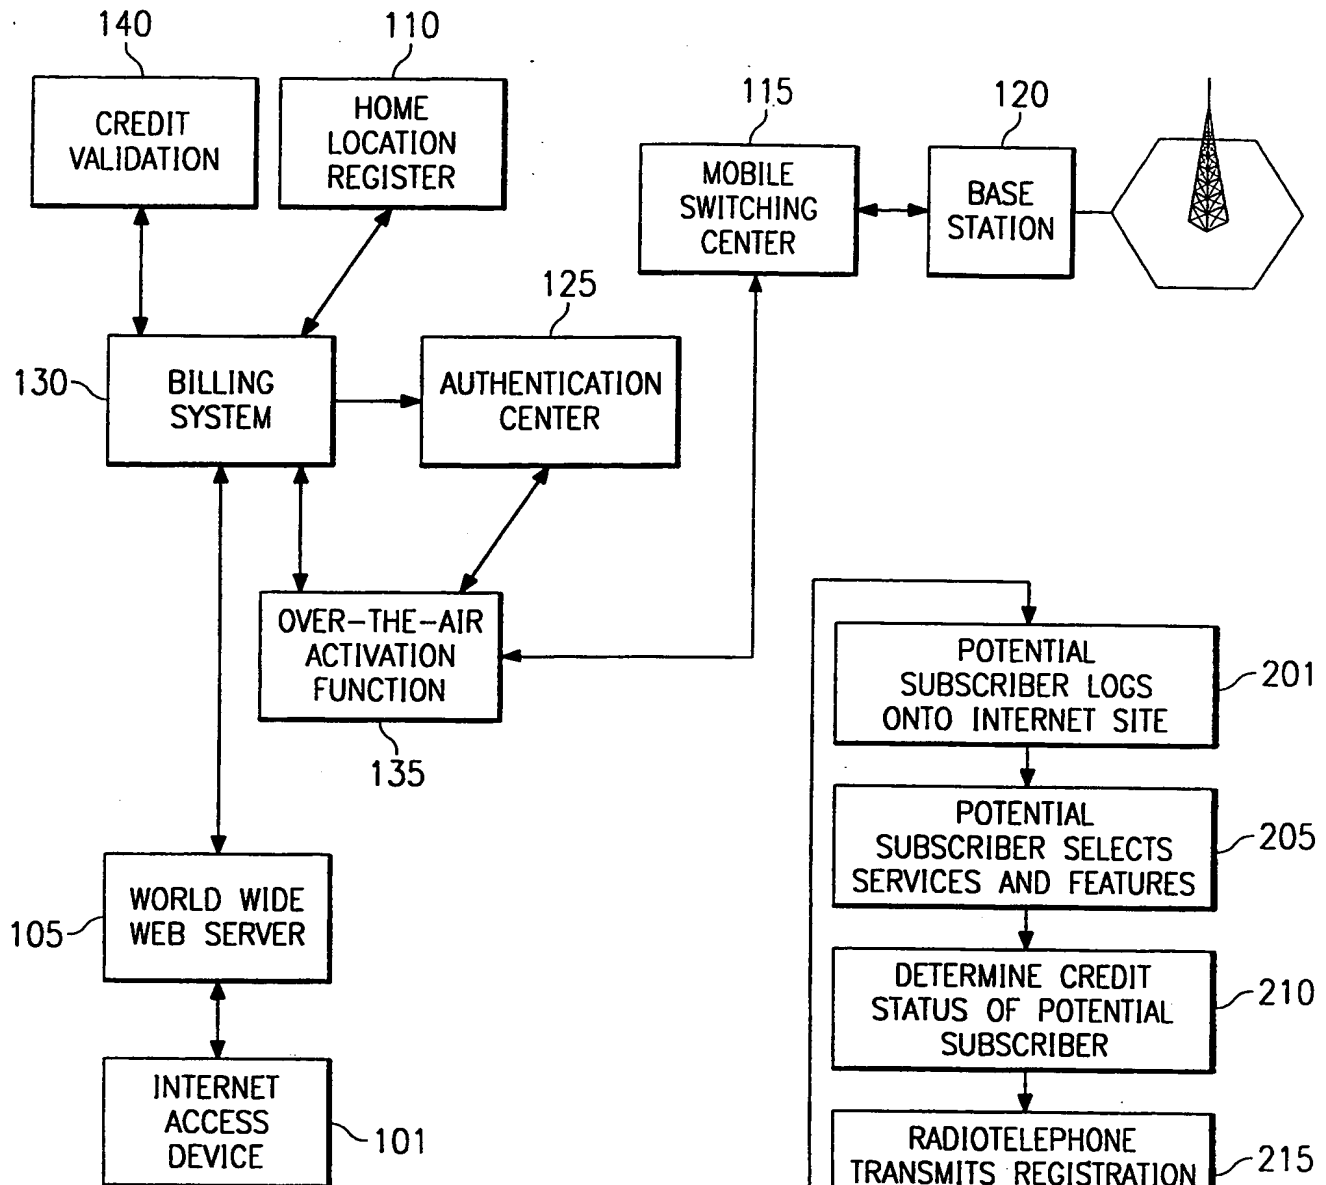 140
110
CREDIT
VALIDATION
HOME
LOCATION
REGISTER
115
120
MOBILE
SWITCHING
CENTER
BASE
STATION
125
130
BILLING
SYSTEM
AUTHENTICATION
CENTER
OVER-THE-AIR
ACTIVATION
FUNCTION
135
105
WORLD WIDE
WEB SERVER
INTERNET
ACCESS
DEVICE
101
POTENTIAL
SUBSCRIBER LOGS
ONTO INTERNET SITE
201
POTENTIAL
SUBSCRIBER SELECTS
SERVICES AND FEATURES
205
DETERMINE CREDIT
STATUS OF POTENTIAL
SUBSCRIBER
210
RADIOTELEPHONE
TRANSMITS REGISTRATION
215